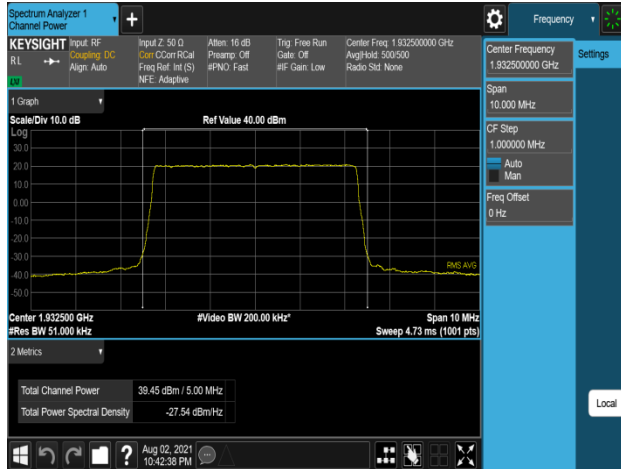 Spectrum Analyzer 1
Channel Power
Frequency
KEYSIGHT
Input: RF
Input Z: 50 Ω
Atten: 16 dB
Trig: Free Run
Center Freq: 1.932500000 GHz
RL
Coupling: DC
Corr CCorr RCal
Preamp: Off
Gate: Off
Avg|Hold: 500/500
Align: Auto
Freq Ref: Int (S)
#PNO: Fast
#IF Gain: Low
Radio Std: None
NFE: Adaptive
Center Frequency
1.932500000 GHz
Settings
Span
10.000 MHz
CF Step
1.000000 MHz
Auto
Man
Freq Offset
0 Hz
1 Graph
Scale/Div 10.0 dB
Ref Value 40.00 dBm
Log
30.0
20.0
10.0
0.00
-10.0
-20.0
-30.0
RMS AVG
-40.0
-50.0
Center 1.932500 GHz
#Video BW 200.00 kHz*
Span 10 MHz
#Res BW 51.000 kHz
Sweep 4.73 ms (1001 pts)
2 Metrics
Total Channel Power
39.45 dBm / 5.00 MHz
Total Power Spectral Density
-27.54 dBm/Hz
Local
?
Aug 02, 2021
10:42:38 PM